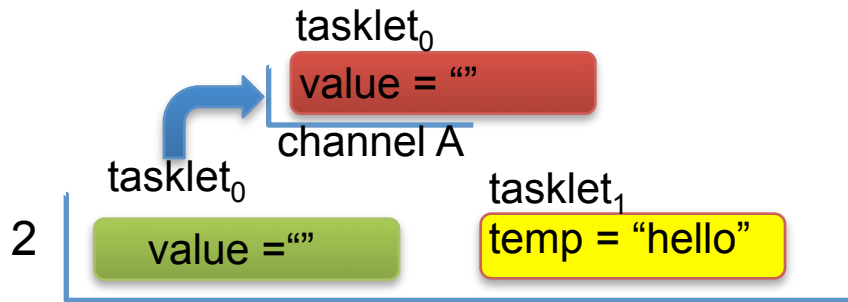 tasklet₀
value = “”
channel A
tasklet₀
tasklet₁
2
value =“”
temp = “hello”